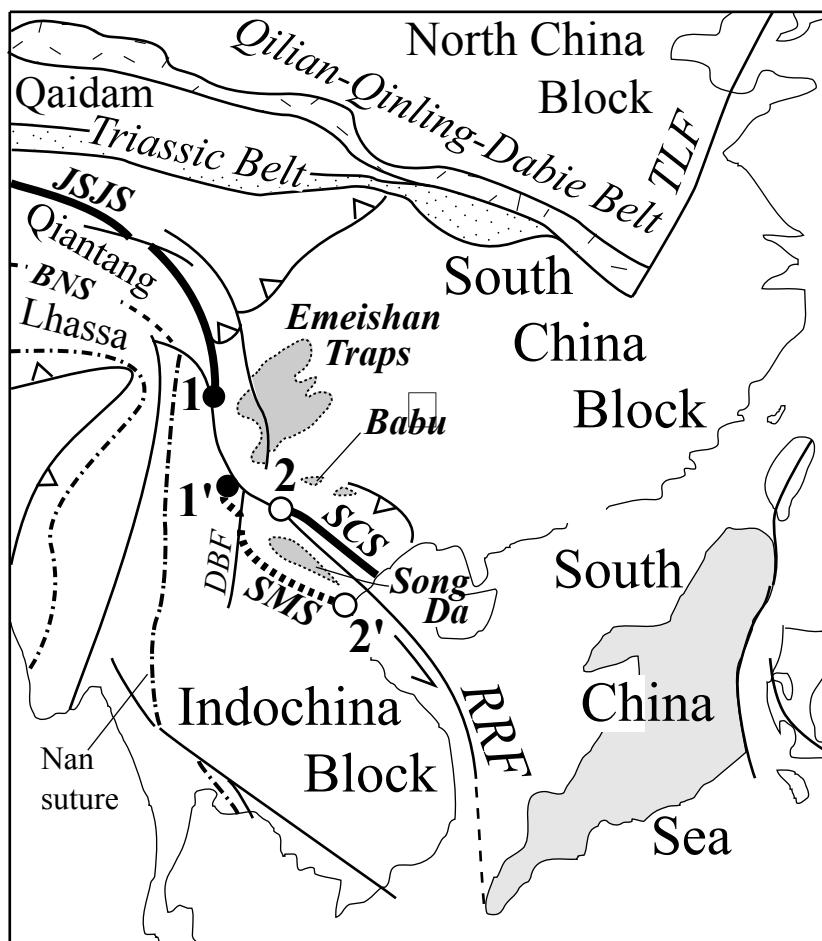 North China
Block
Qilian-Qinling-Dabie Belt
Qaidam
Triassic Belt
TLF
JSJS
Qiantang
BNS
Lhassa
South
China
Block
Emeishan
Traps
1
Babu
2
1'
SCS
DBF
SMS
Song
Da
2'
South
China
Sea
Indochina
Block
RRF
Nan
suture